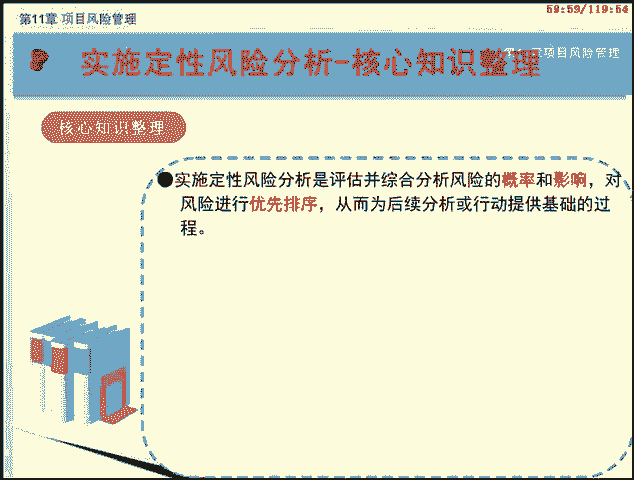 第11章 项目风险管理
59:59/119:54
实施定性风险分析-核心知识整理
项目风险管理
核心知识整理
●实施定性风险分析是评估并综合分析风险的概率和影响，对
风险进行优先排序，从而为后续分析或行动提供基础的过
程。